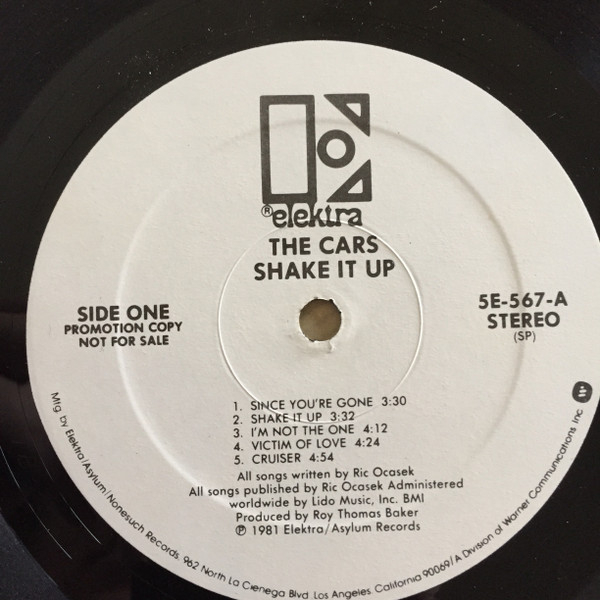 ® elektra
THE CARS
SHAKE IT UP
SIDE ONE
PROMOTION COPY
NOT FOR SALE
5E-567-A
STEREO
(SP)
1. SINCE YOU'RE GONE 3:30
2. SHAKE IT UP 3:32
3. I'M NOT THE ONE 4:12
4. VICTIM OF LOVE 4:24
5. CRUISER 4:54
All songs written by Ric Ocasek
All songs published by Ric Ocasek Administered
worldwide by Lido Music, Inc. BMI
Produced by Roy Thomas Baker
℗ 1981 Elektra/Asylum Records
Mfg. by Elektra/Asylum/Nonesuch Records, 962 North La Cienega Blvd. Los Angeles, California 90069/A Division of Warner Communications Inc